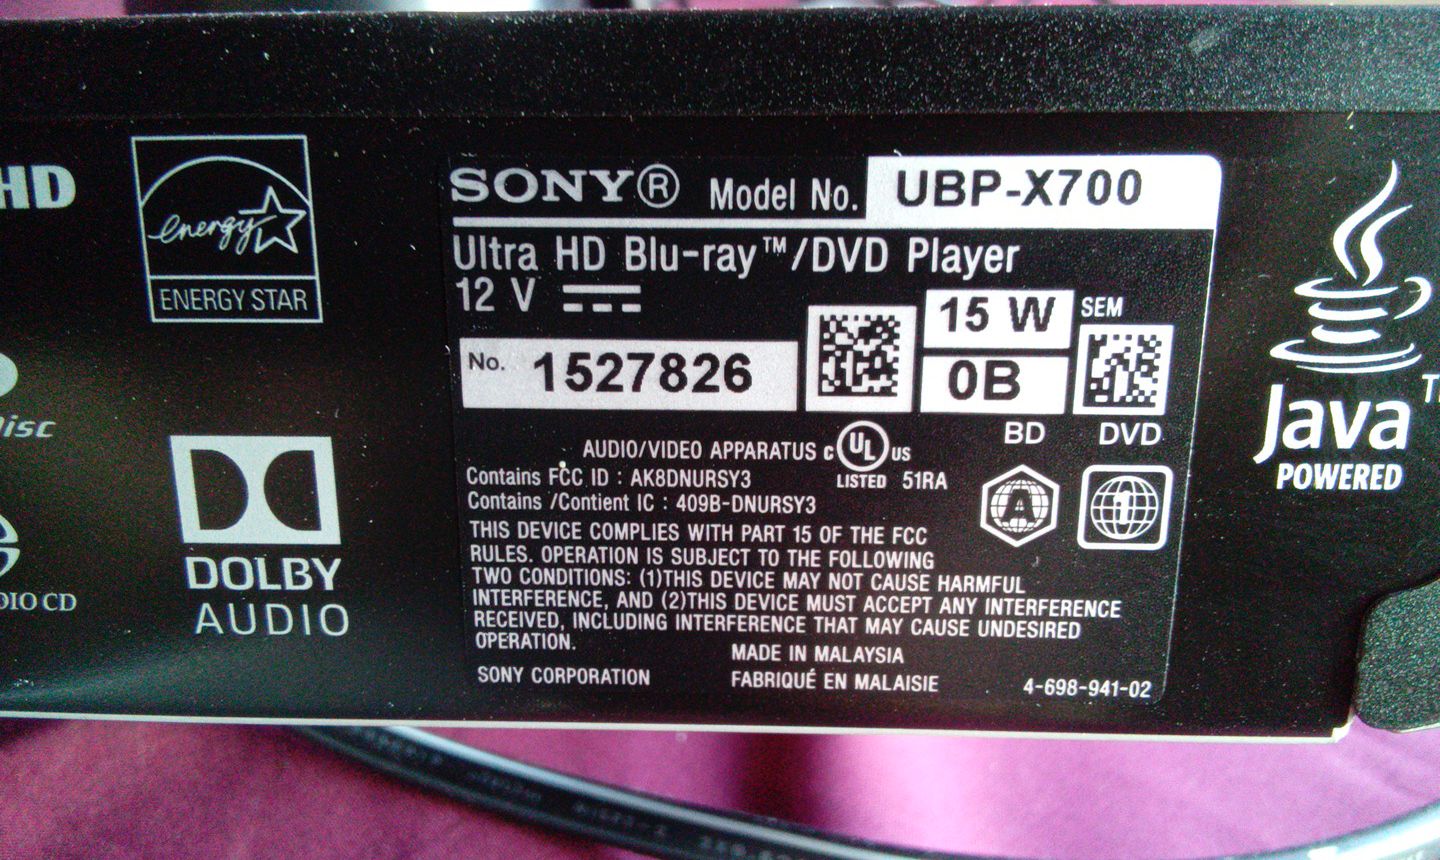 HD
energy
ENERGY STAR
Disc
DOLBY
AUDIO
DIO CD
SONY® Model No. UBP-X700
Ultra HD Blu-ray™/DVD Player
12 V
15 W
SEM
No. 1527826
0B
BD DVD
A 1
AUDIO/VIDEO APPARATUS C UL US
LISTED 51RA
Contains FCC ID : AK8DNURSY3
Contains /Contient IC : 409B-DNURSY3
THIS DEVICE COMPLIES WITH PART 15 OF THE FCC
RULES. OPERATION IS SUBJECT TO THE FOLLOWING
TWO CONDITIONS: (1)THIS DEVICE MAY NOT CAUSE HARMFUL
INTERFERENCE, AND (2)THIS DEVICE MUST ACCEPT ANY INTERFERENCE
RECEIVED, INCLUDING INTERFERENCE THAT MAY CAUSE UNDESIRED
OPERATION.
MADE IN MALAYSIA
SONY CORPORATION
FABRIQUÉ EN MALAISIE
4-698-941-02
Java
POWERED